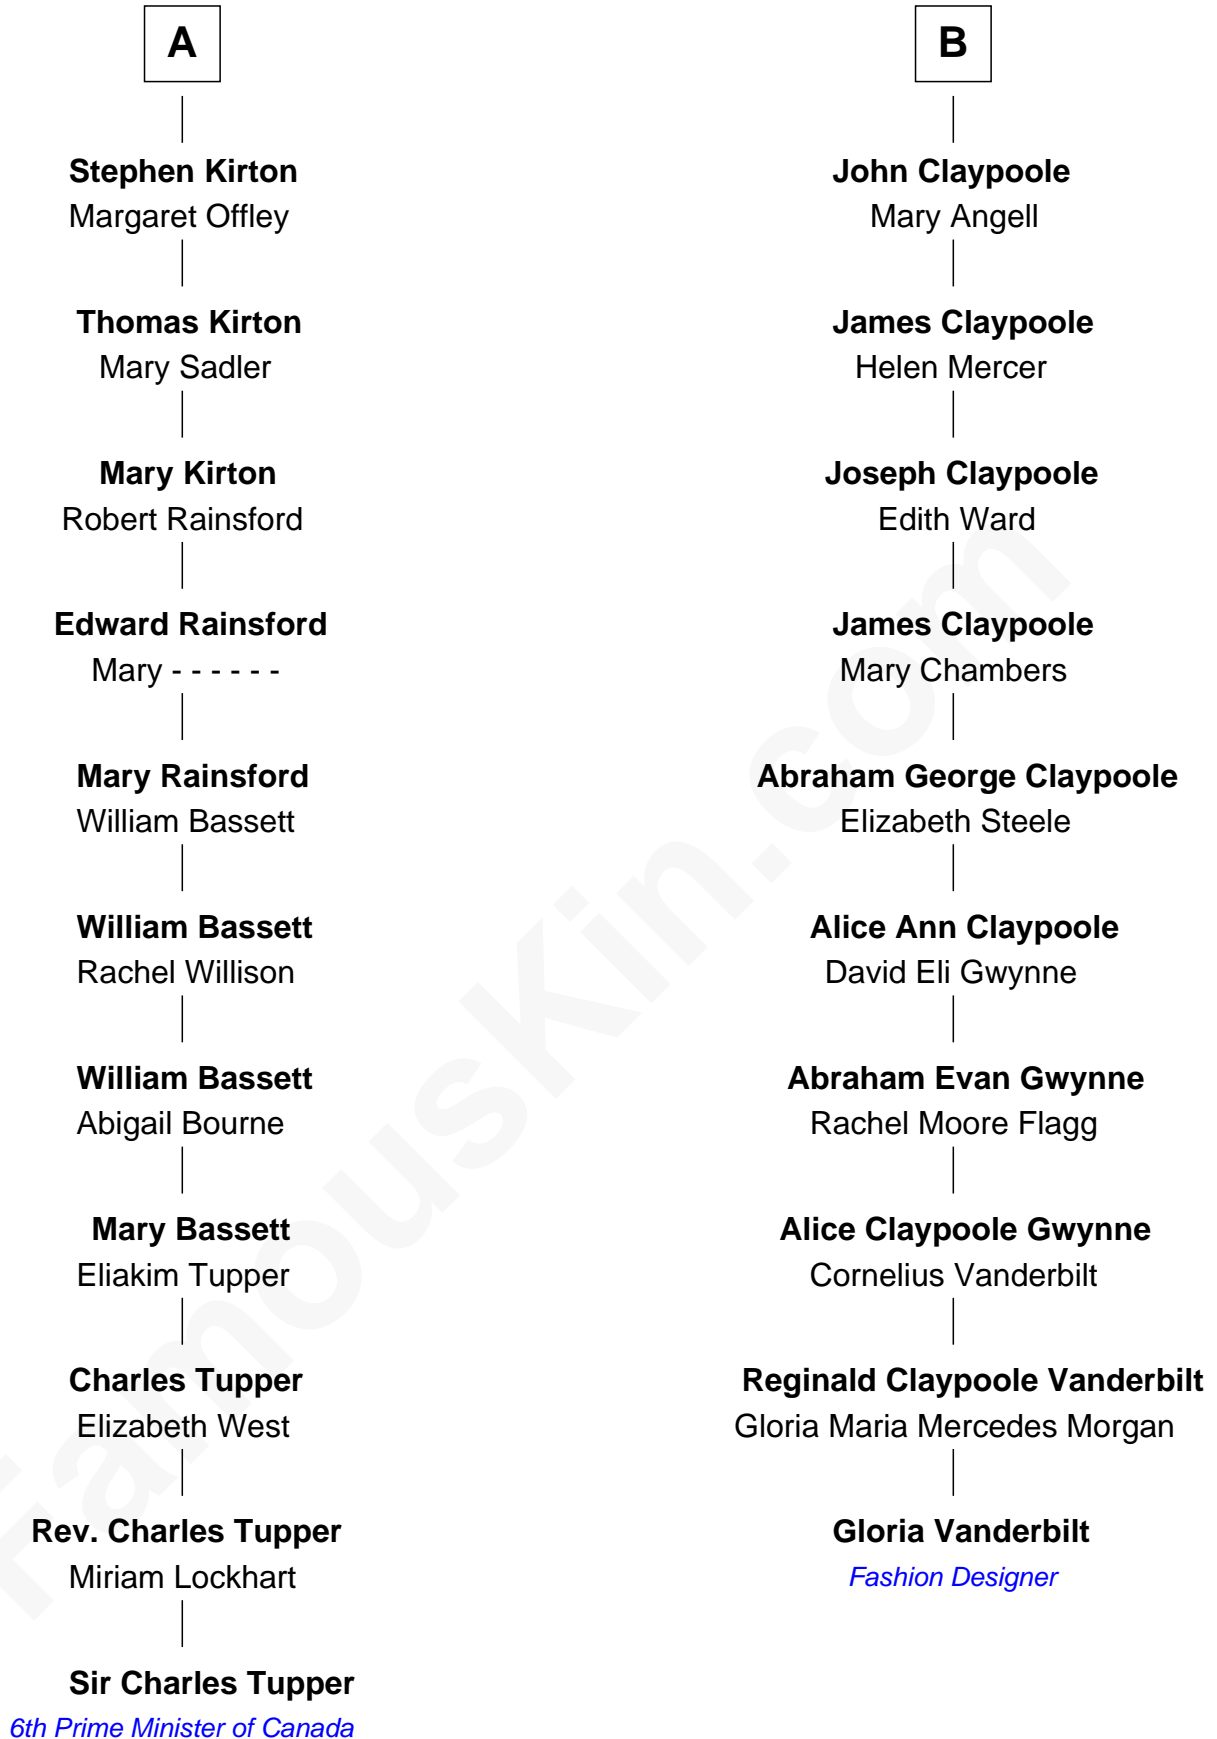 A
Stephen Kirton
Margaret Offley
Thomas Kirton
Mary Sadler
Mary Kirton
Robert Rainsford
Edward Rainsford
Mary - - - - - -
Mary Rainsford
William Bassett
William Bassett
Rachel Willison
William Bassett
Abigail Bourne
Mary Bassett
Eliakim Tupper
Charles Tupper
Elizabeth West
Rev. Charles Tupper
Miriam Lockhart
Sir Charles Tupper
6th Prime Minister of Canada
B
John Claypoole
Mary Angell
James Claypoole
Helen Mercer
Joseph Claypoole
Edith Ward
James Claypoole
Mary Chambers
Abraham George Claypoole
Elizabeth Steele
Alice Ann Claypoole
David Eli Gwynne
Abraham Evan Gwynne
Rachel Moore Flagg
Alice Claypoole Gwynne
Cornelius Vanderbilt
Reginald Claypoole Vanderbilt
Gloria Maria Mercedes Morgan
Gloria Vanderbilt
Fashion Designer
FamousKin.com